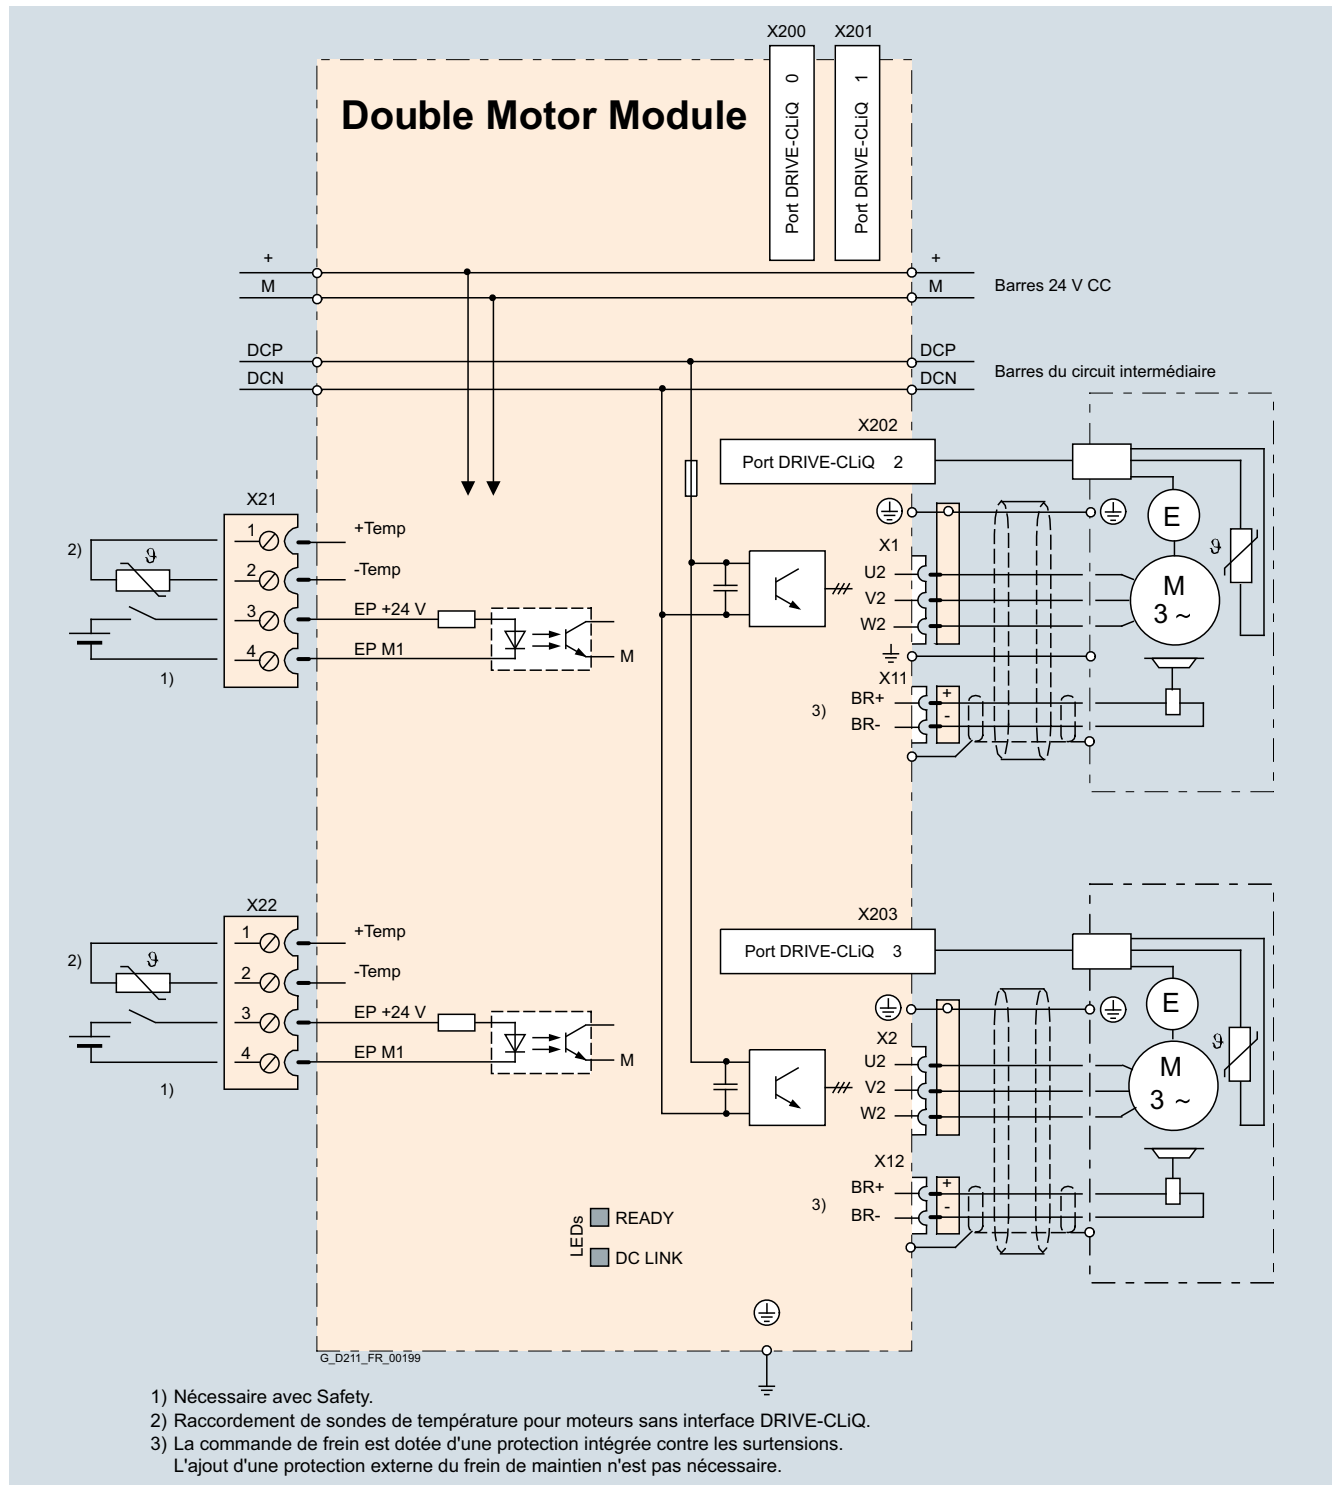 X200 X201
Port DRIVE-CLiQ 0
Port DRIVE-CLiQ 1
Double Motor Module
+ +
M M
Barres 24 V CC
DCP DCP
DCN DCN
Barres du circuit intermédiaire
X202
Port DRIVE-CLiQ 2
X21
1 +Temp
2) ϑ
2 -Temp
3 EP +24 V
4 EP M1
M
1)
X1
U2
V2
W2
E
ϑ
M
3 ~
X11
3) BR+ +
BR- -
X22
1 +Temp
2) ϑ
2 -Temp
3 EP +24 V
4 EP M1
M
1)
X203
Port DRIVE-CLiQ 3
X2
U2
V2
W2
E
ϑ
M
3 ~
X12
3) BR+ +
BR- -
LEDs
READY
DC LINK
G_D211_FR_00199
1) Nécessaire avec Safety.
2) Raccordement de sondes de température pour moteurs sans interface DRIVE-CLiQ.
3) La commande de frein est dotée d'une protection intégrée contre les surtensions.
L'ajout d'une protection externe du frein de maintien n'est pas nécessaire.